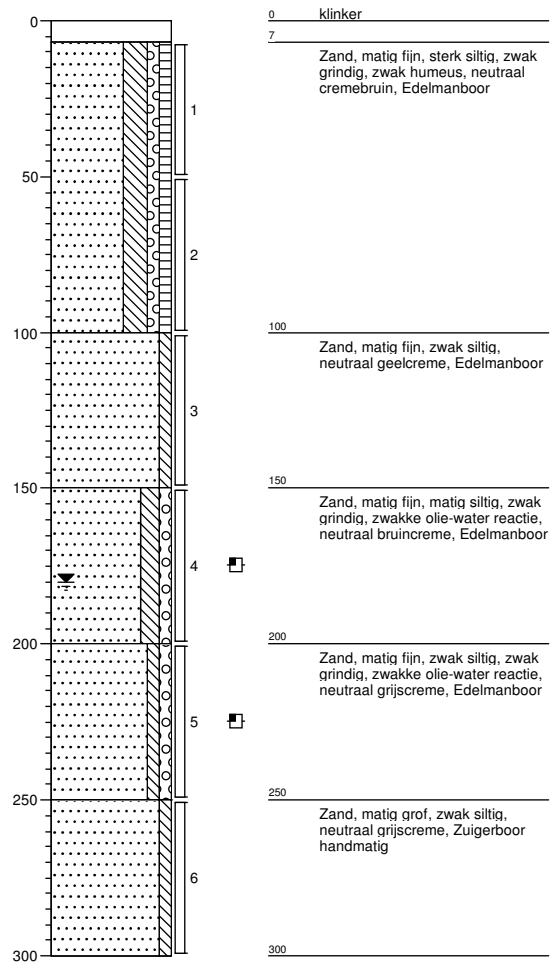 0
50
100
150
200
250
300
1
2
3
4
5
6
0 klinker
7
Zand, matig fijn, sterk siltig, zwak
grindig, zwak humeus, neutraal
cremebruin, Edelmanboor
100
Zand, matig fijn, zwak siltig,
neutraal geelcreme, Edelmanboor
150
Zand, matig fijn, matig siltig, zwak
grindig, zwakke olie-water reactie,
neutraal bruincreme, Edelmanboor
200
Zand, matig fijn, zwak siltig, zwak
grindig, zwakke olie-water reactie,
neutraal grijscreme, Edelmanboor
250
Zand, matig grof, zwak siltig,
neutraal grijscreme, Zuigerboor
handmatig
300